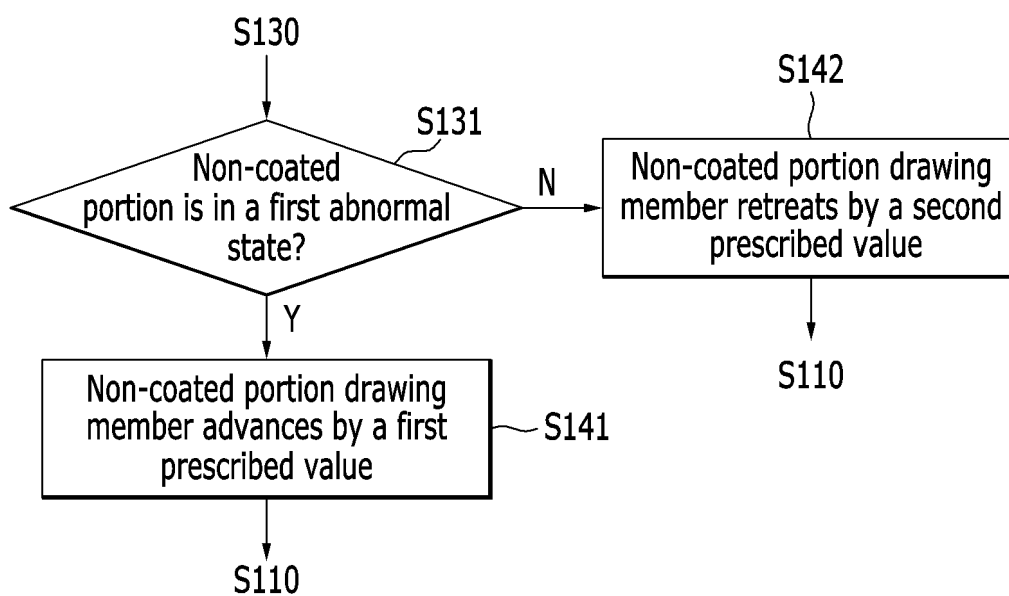 S130
S131
Non-coated
portion is in a first abnormal
state?
N
Y
S142
Non-coated portion drawing
member retreats by a second
prescribed value
S110
Non-coated portion drawing
member advances by a first
prescribed value
S141
S110